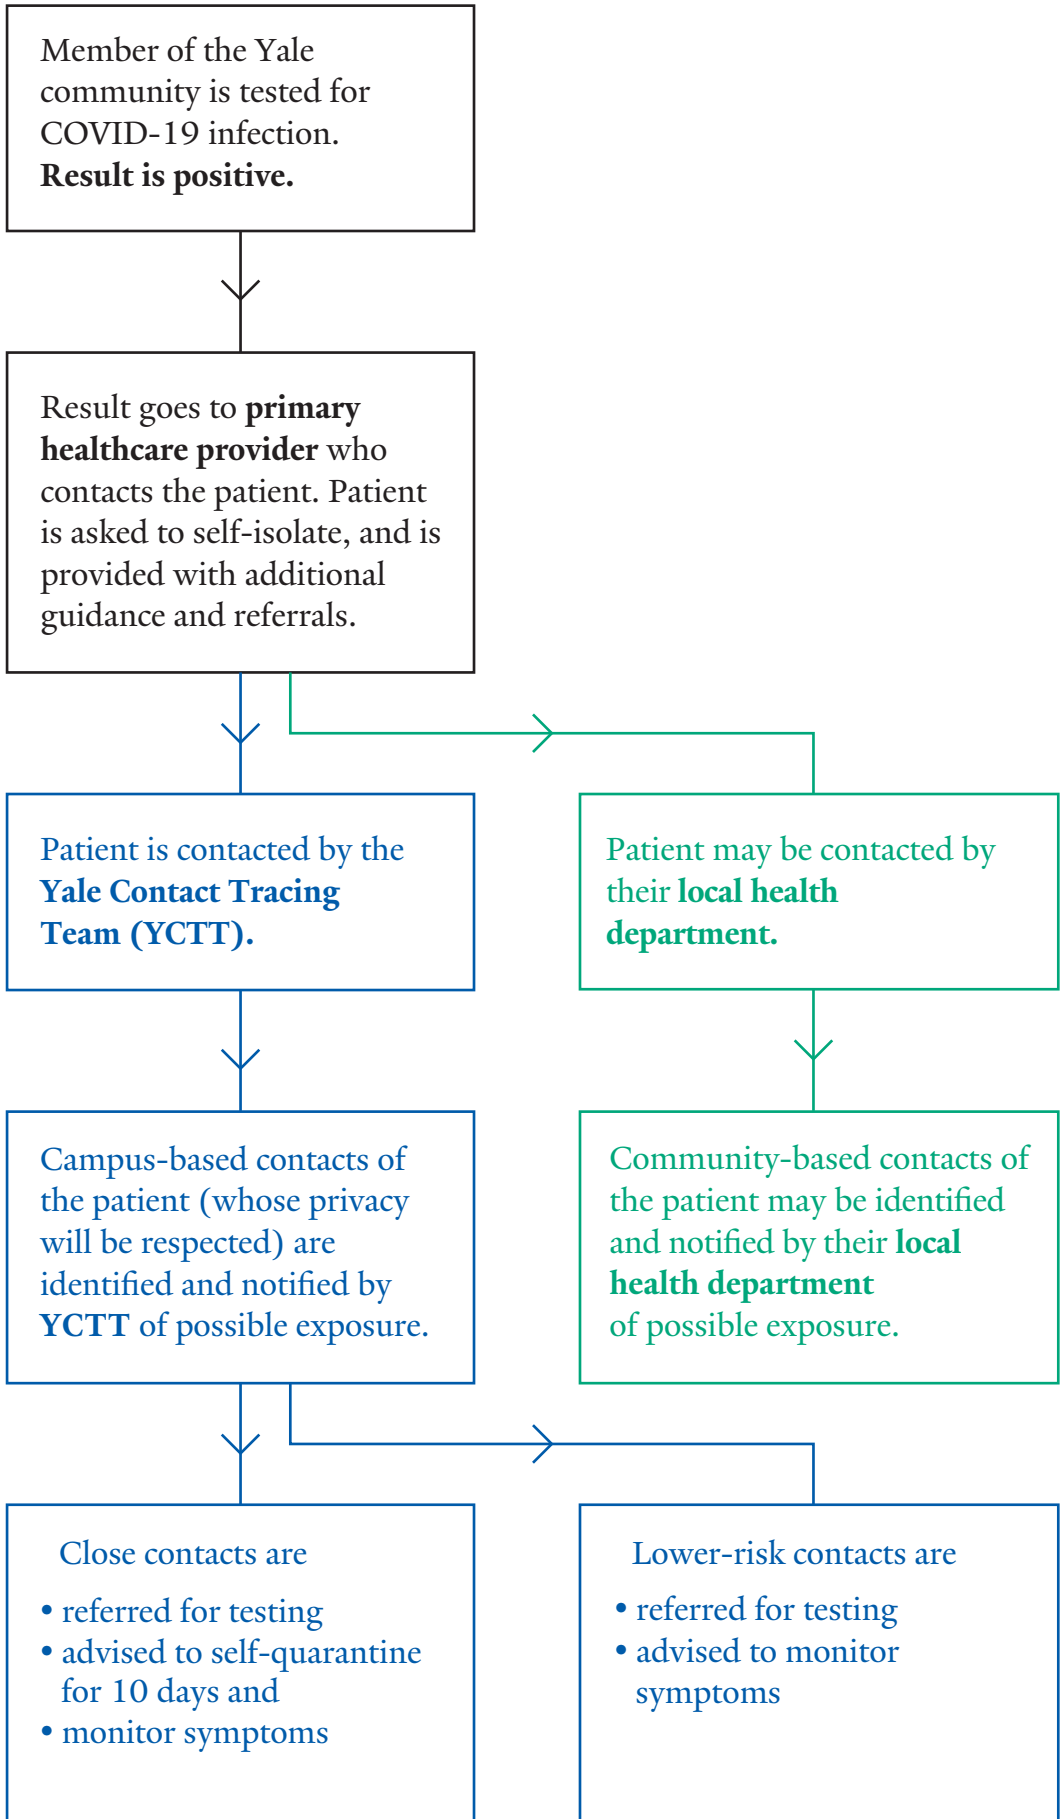 Member of the Yale
community is tested for
COVID-19 infection.
Result is positive.
Result goes to primary
healthcare provider who
contacts the patient. Patient
is asked to self-isolate, and is
provided with additional
guidance and referrals.
Patient is contacted by the
Yale Contact Tracing
Team (YCTT).
Patient may be contacted by
their local health
department.
Campus-based contacts of
the patient (whose privacy
will be respected) are
identified and notified by
YCTT of possible exposure.
Community-based contacts of
the patient may be identified
and notified by their local
health department
of possible exposure.
Close contacts are
• referred for testing
• advised to self-quarantine
for 10 days and
• monitor symptoms
Lower-risk contacts are
• referred for testing
• advised to monitor
symptoms